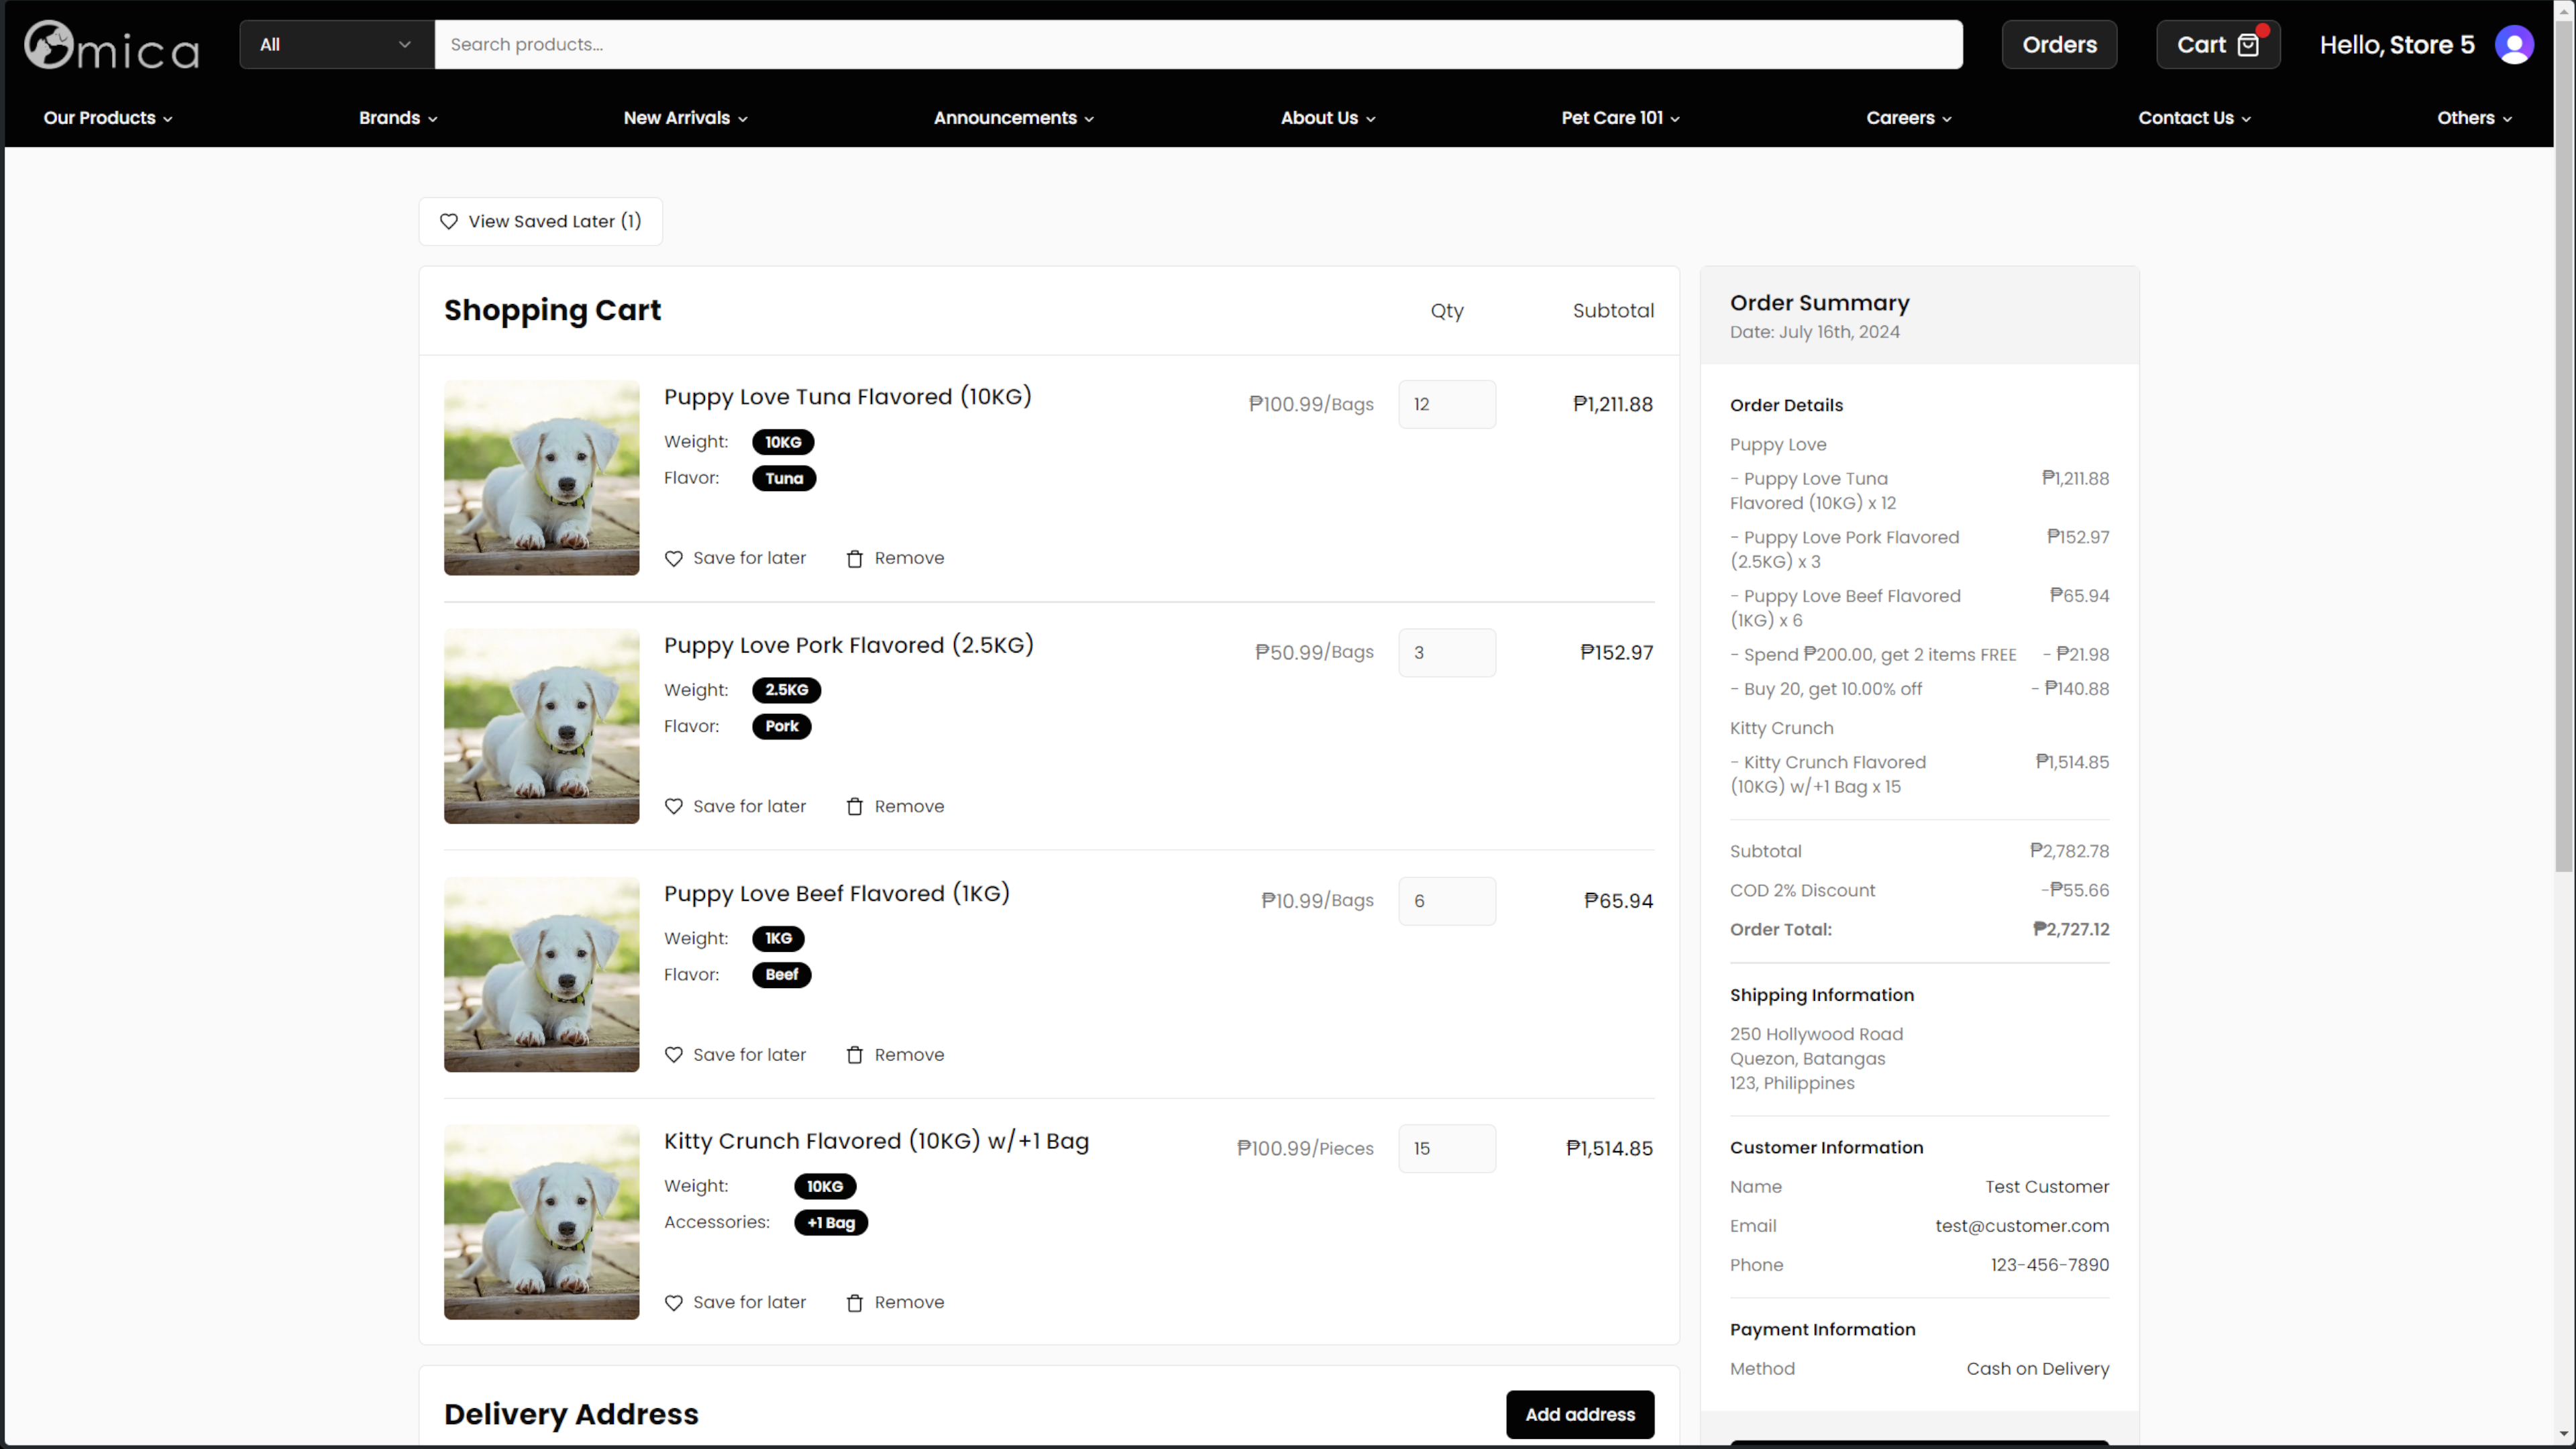 Omica
All
Search products...
Orders
Cart
Hello, Store 5
Our Products
Brands
New Arrivals
Announcements
About Us
Pet Care 101
Careers
Contact Us
Others
View Saved Later (1)
Shopping Cart
Qty
Subtotal
Puppy Love Tuna Flavored (10KG)
₱100.99/Bags
12
₱1,211.88
Weight: 10KG
Flavor: Tuna
Save for later
Remove
Puppy Love Pork Flavored (2.5KG)
₱50.99/Bags
3
₱152.97
Weight: 2.5KG
Flavor: Pork
Save for later
Remove
Puppy Love Beef Flavored (1KG)
₱10.99/Bags
6
₱65.94
Weight: 1KG
Flavor: Beef
Save for later
Remove
Kitty Crunch Flavored (10KG) w/+1 Bag
₱100.99/Pieces
15
₱1,514.85
Weight: 10KG
Accessories: +1 Bag
Save for later
Remove
Delivery Address
Add address
Order Summary
Date: July 16th, 2024
Order Details
Puppy Love
- Puppy Love Tuna ₱1,211.88
Flavored (10KG) x 12
- Puppy Love Pork Flavored ₱152.97
(2.5KG) x 3
- Puppy Love Beef Flavored ₱65.94
(1KG) x 6
- Spend ₱200.00, get 2 items FREE - ₱21.98
- Buy 20, get 10.00% off - ₱140.88
Kitty Crunch
- Kitty Crunch Flavored ₱1,514.85
(10KG) w/+1 Bag x 15
Subtotal ₱2,782.78
COD 2% Discount -₱55.66
Order Total: ₱2,727.12
Shipping Information
250 Hollywood Road
Quezon, Batangas
123, Philippines
Customer Information
Name Test Customer
Email test@customer.com
Phone 123-456-7890
Payment Information
Method Cash on Delivery